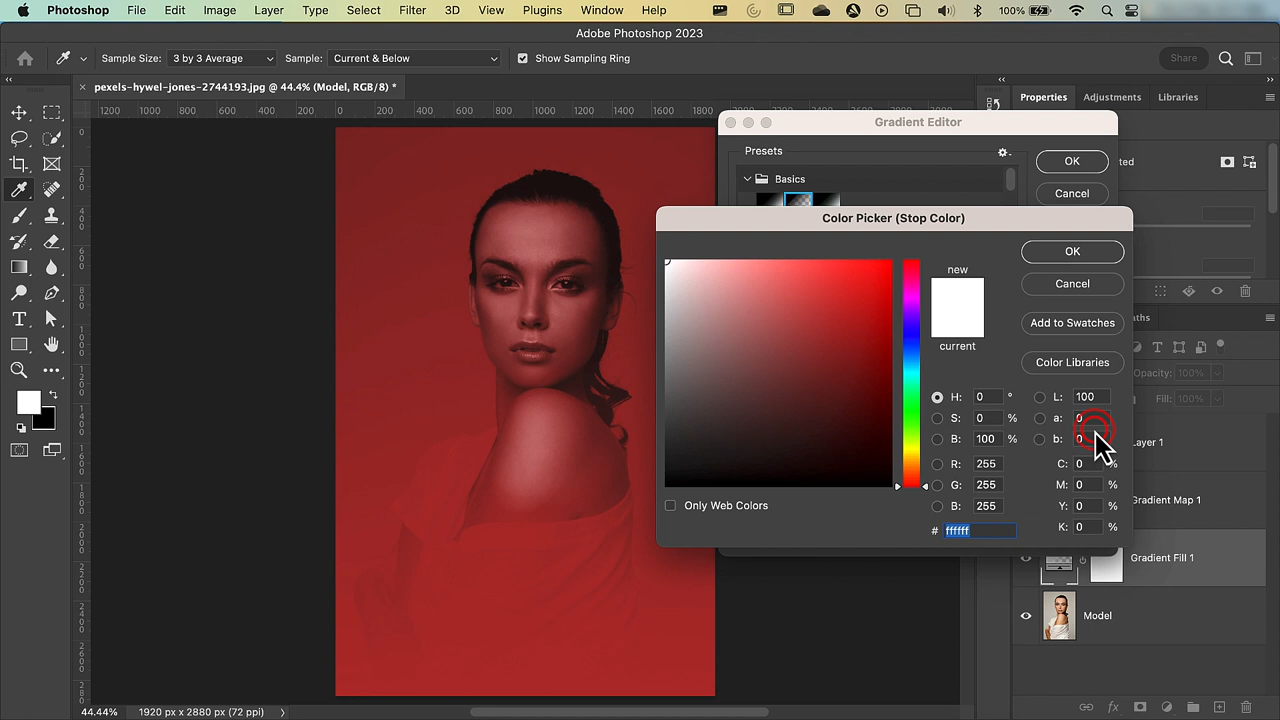 Photoshop File Edit Image Layer Type Select Filter 3D View Plugins Window Help 100%
Adobe Photoshop 2023
Sample Size: 3 by 3 Average Sample: Current & Below Show Sampling Ring Share
pexels-hywel-jones-2744193.jpg @ 44.4% (Model, RGB/8) *
Properties Adjustments Libraries
1200 1000 800 600 400 200 0 200 400 600 800 1000 1200 1400 1600 1800
Gradient Editor
Presets
Basics
OK
Cancel
Color Picker (Stop Color)
new
current
OK
Cancel
Add to Swatches
Color Libraries
H: 0 ° L: 100
S: 0 % a: 0
B: 100 % b: 0
R: 255 C: 0 %
G: 255 M: 0 %
B: 255 Y: 0 %
# ffffff K: 0 %
Only Web Colors
Opacity: 100%
Fill: 100%
ayer 1
Gradient Map 1
Gradient Fill 1
Model
44.44% 1920 px x 2880 px (72 ppi)